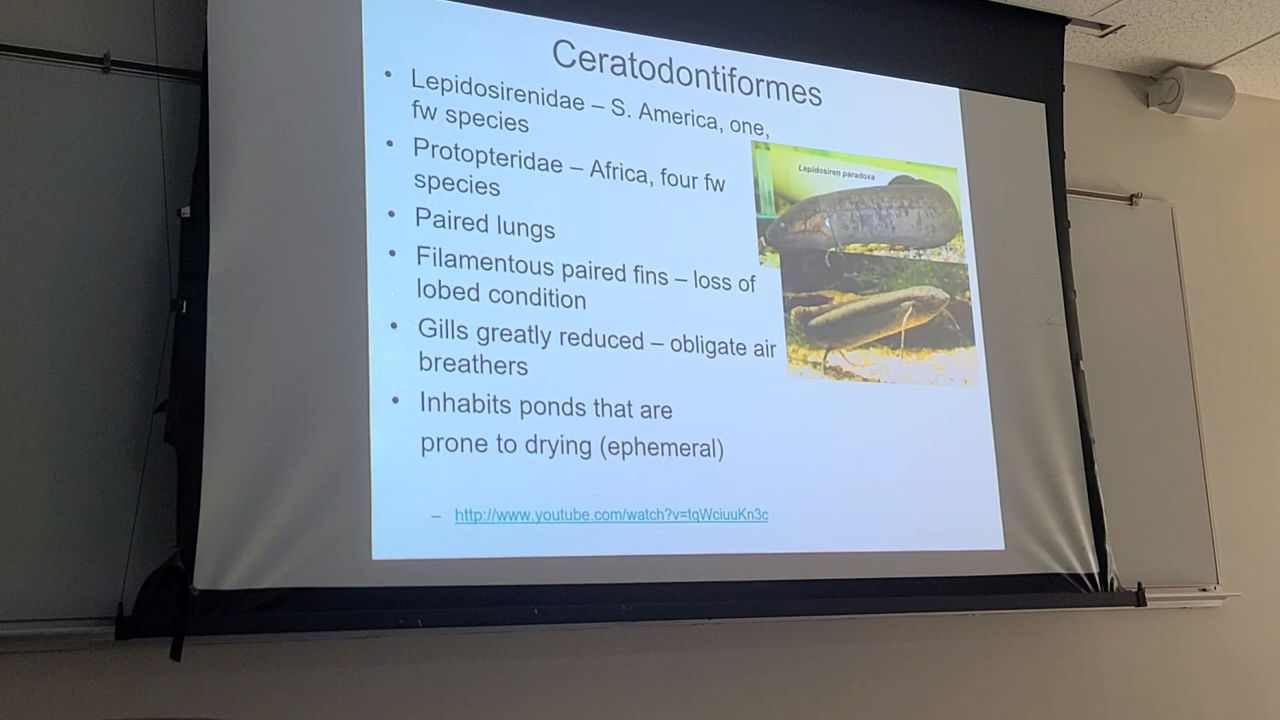 Ceratodontiformes
• Lepidosirenidae – S. America, one,
fw species
• Protopteridae – Africa, four fw
species
• Paired lungs
• Filamentous paired fins – loss of
lobed condition
• Gills greatly reduced – obligate air
breathers
• Inhabits ponds that are
prone to drying (ephemeral)
– http://www.youtube.com/watch?v=tqWciuuKn3c
Lepidosiren paradoxa